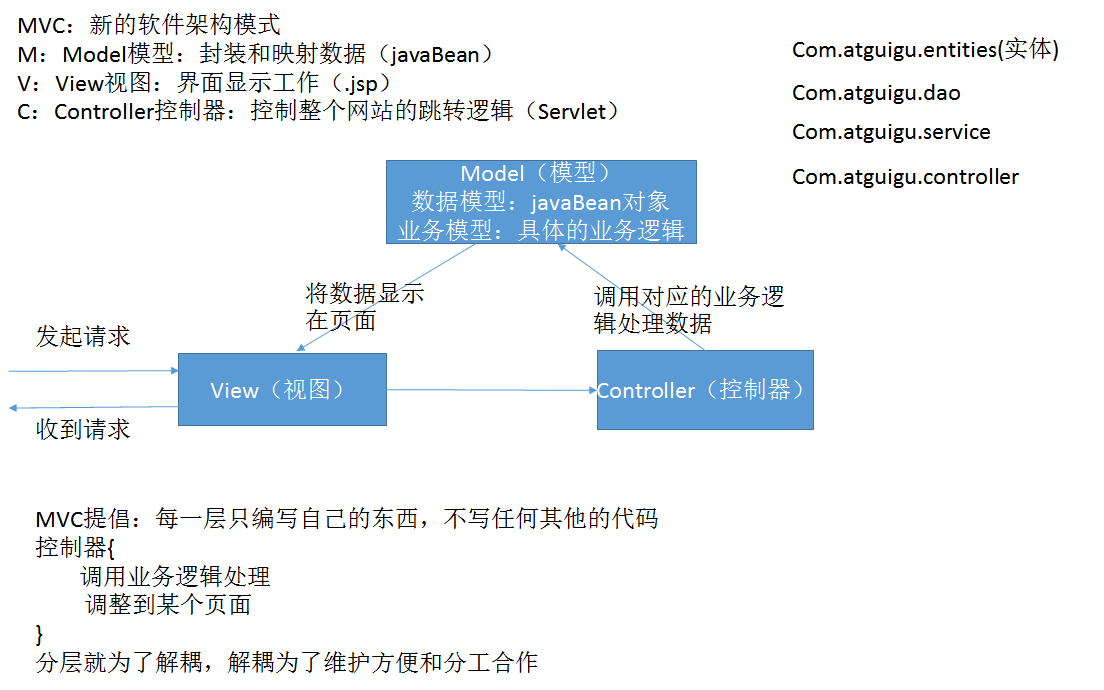 MVC：新的软件架构模式
M：Model模型：封装和映射数据（javaBean）
V：View视图：界面显示工作（.jsp）
C：Controller控制器：控制整个网站的跳转逻辑（Servlet）
Com.atguigu.entities(实体)
Com.atguigu.dao
Com.atguigu.service
Com.atguigu.controller
Model（模型）
数据模型：javaBean对象
业务模型：具体的业务逻辑
将数据显示
在页面
调用对应的业务逻
辑处理数据
发起请求
View（视图）
Controller（控制器）
收到请求
MVC提倡：每一层只编写自己的东西，不写任何其他的代码
控制器{
调用业务逻辑处理
调整到某个页面
}
分层就为了解耦，解耦为了维护方便和分工合作